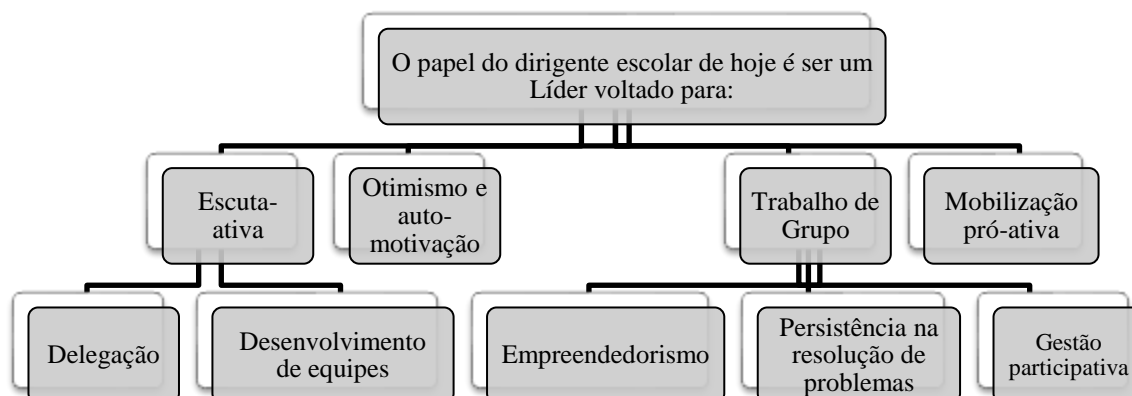 O papel do dirigente escolar de hoje é ser um
Líder voltado para:
Escuta-
ativa
Otimismo e
auto-
motivação
Trabalho de
Grupo
Mobilização
pró-ativa
Delegação
Desenvolvimento
de equipes
Empreendedorismo
Persistência na
resolução de
problemas
Gestão
participativa